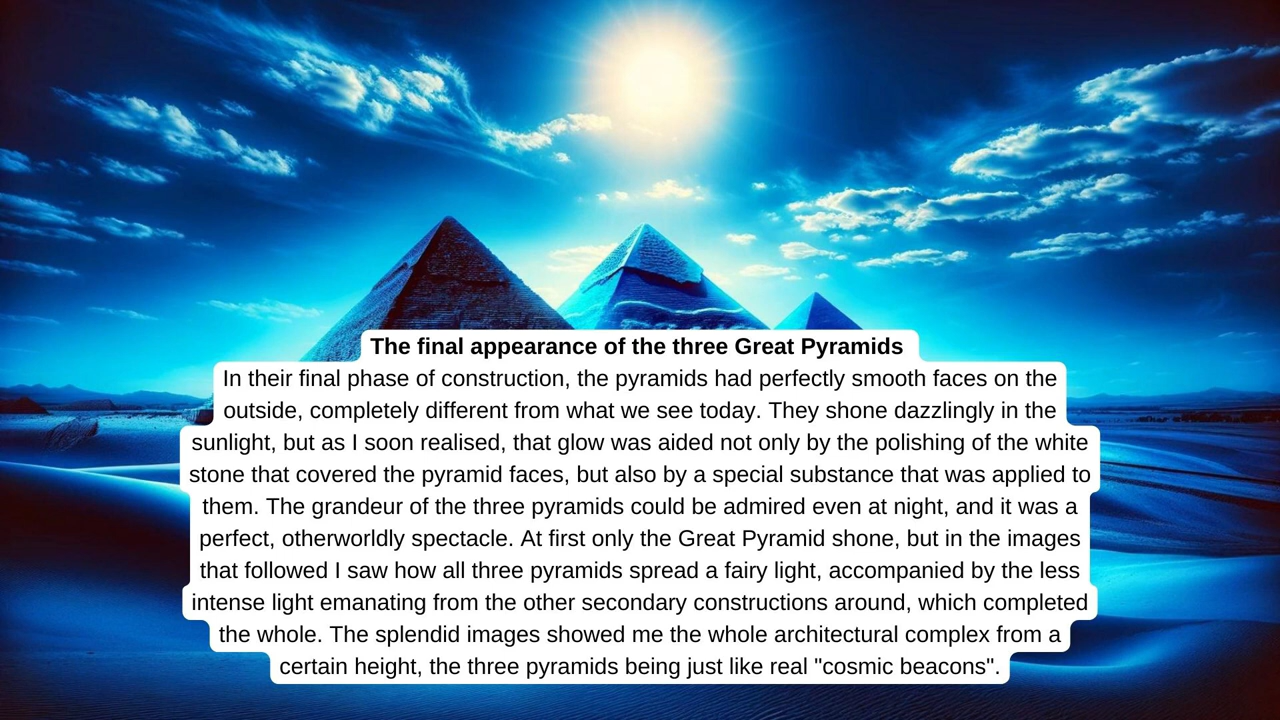 The final appearance of the three Great Pyramids
In their final phase of construction, the pyramids had perfectly smooth faces on the
outside, completely different from what we see today. They shone dazzlingly in the
sunlight, but as I soon realised, that glow was aided not only by the polishing of the white
stone that covered the pyramid faces, but also by a special substance that was applied to
them. The grandeur of the three pyramids could be admired even at night, and it was a
perfect, otherworldly spectacle. At first only the Great Pyramid shone, but in the images
that followed I saw how all three pyramids spread a fairy light, accompanied by the less
intense light emanating from the other secondary constructions around, which completed
the whole. The splendid images showed me the whole architectural complex from a
certain height, the three pyramids being just like real "cosmic beacons".